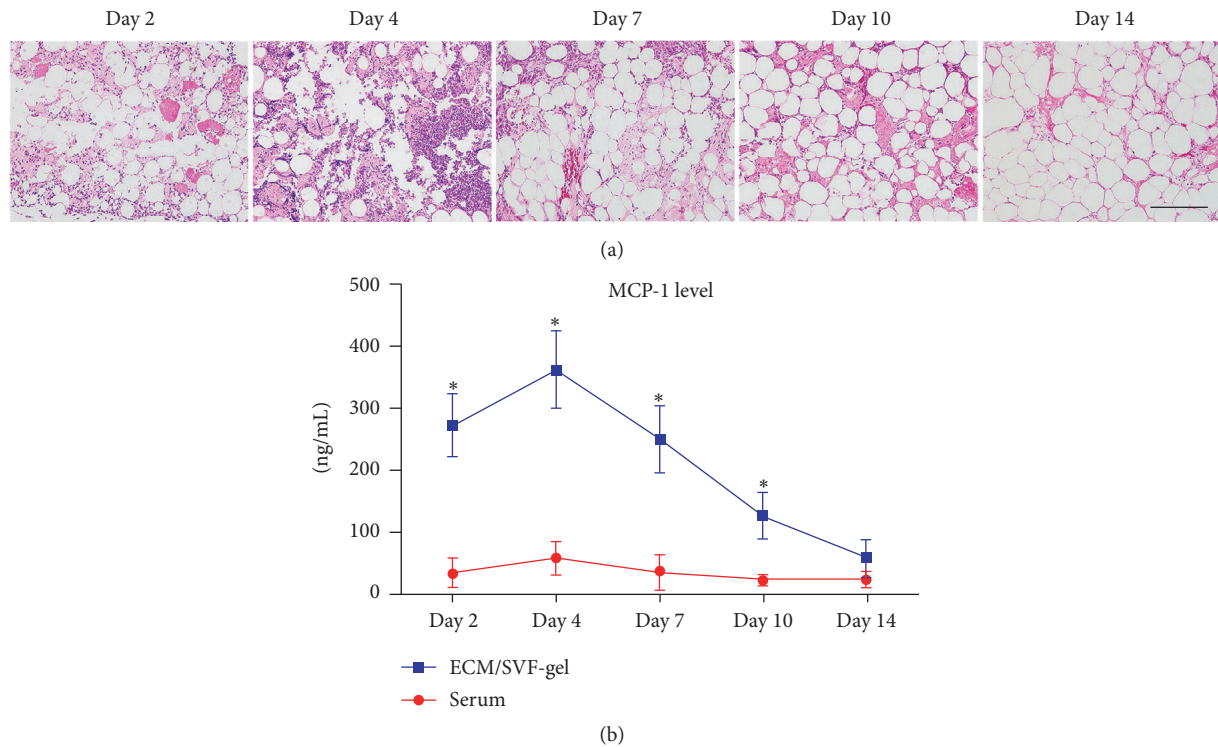 Day 2 Day 4 Day 7 Day 10 Day 14
(a)
MCP-1 level
500
400
300
200
100
0
(ng/mL)
*
*
*
*
Day 2 Day 4 Day 7 Day 10 Day 14
ECM/SVF-gel
Serum
(b)